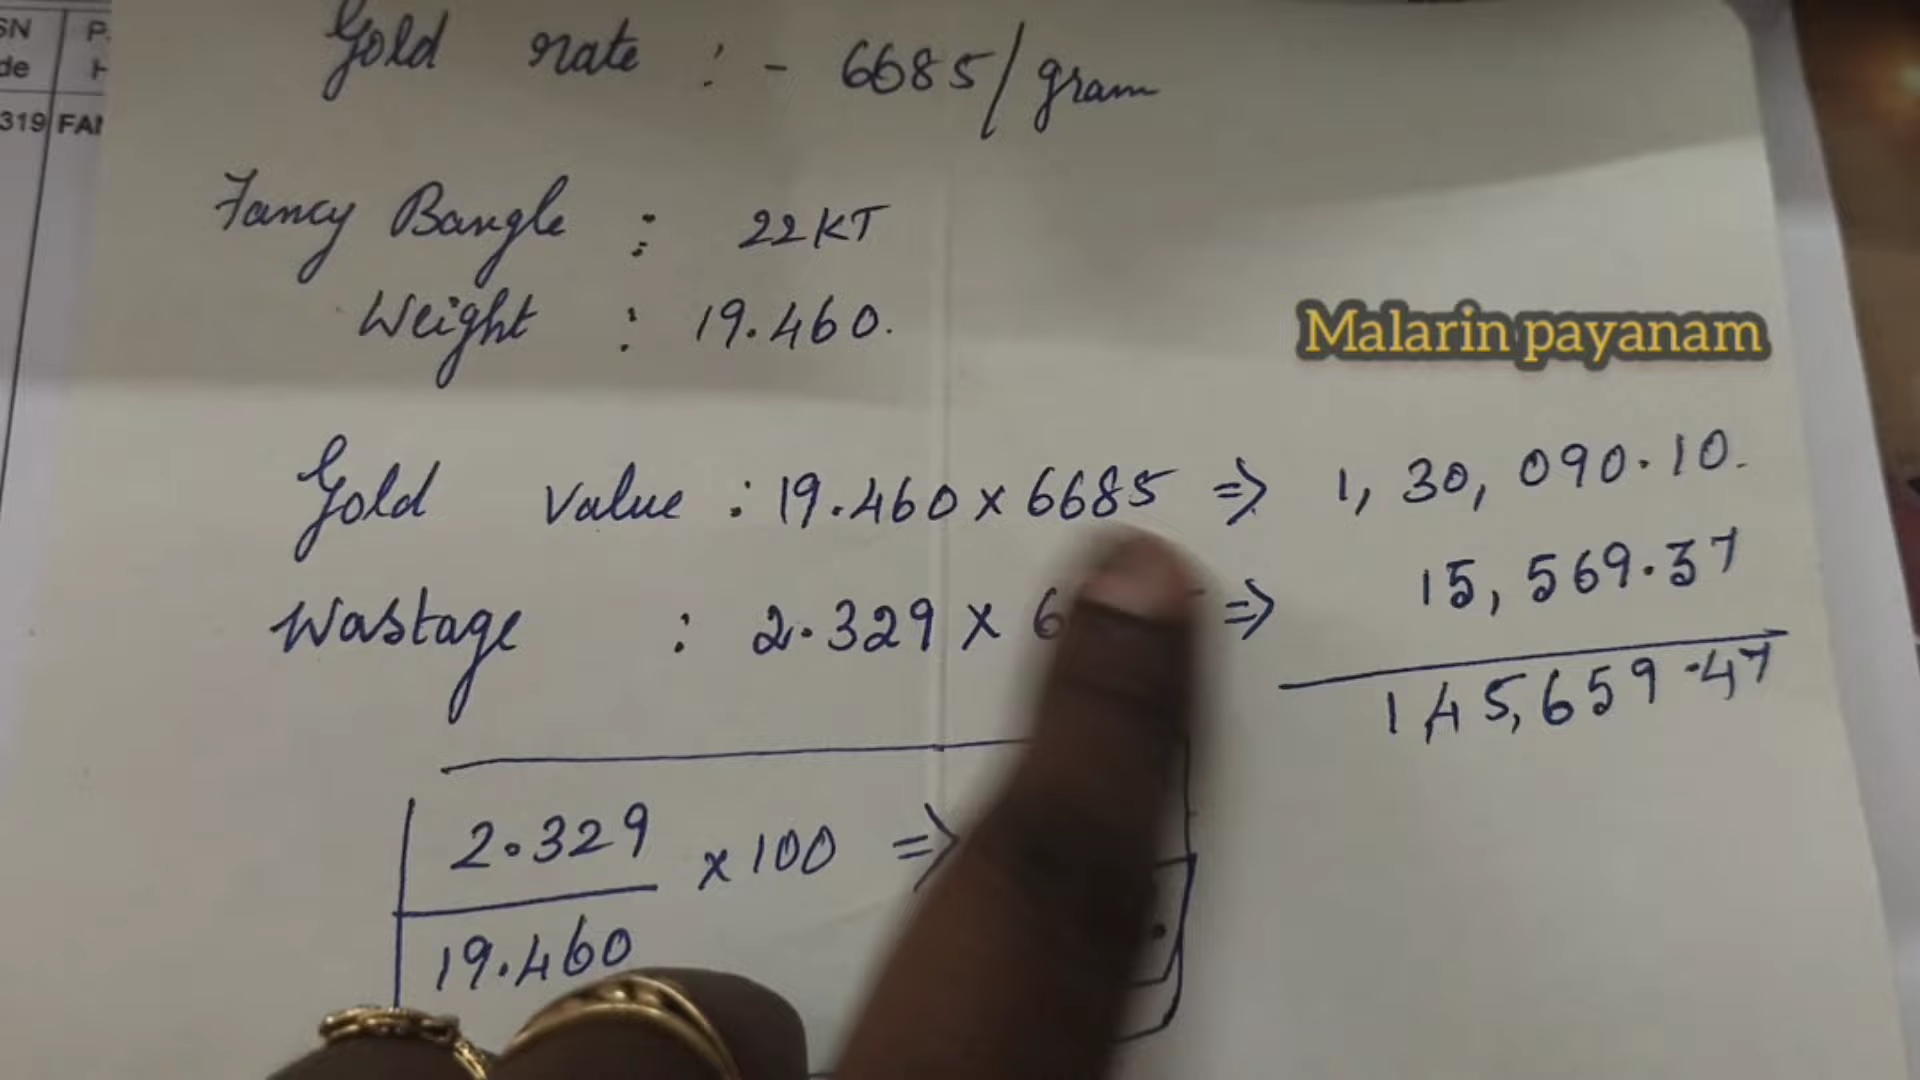 SN
de
319 FA
Gold rate : - 6685/gram
Fancy Bangle : 22KT
Weight : 19.460.
Malarin payanam
Gold Value : 19.460 x 6685 => 1, 30, 090.10.
Wastage : 2.329 x 6 => 15, 569.37
1,45,659.47
2.329 x 100 =>
19.460